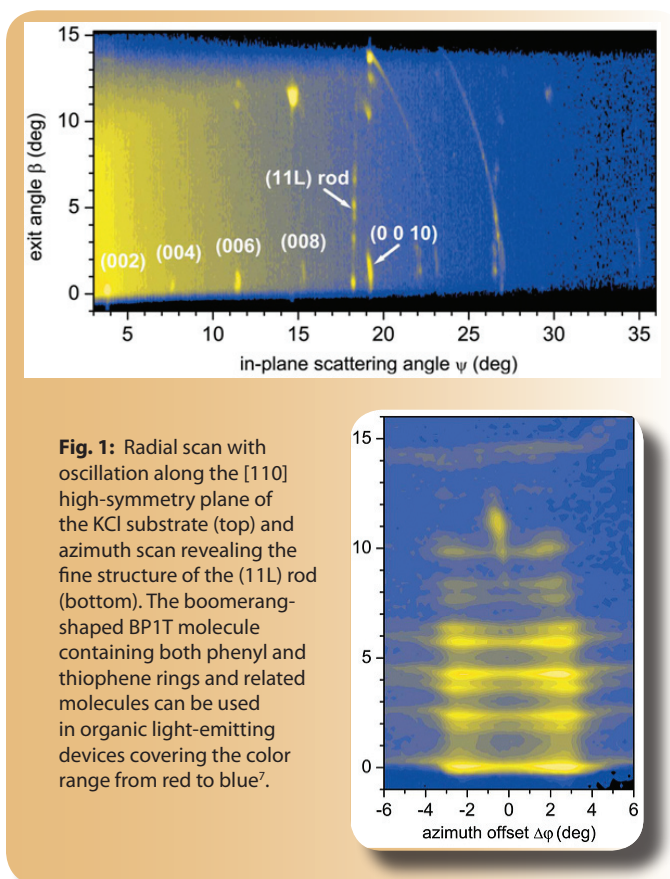 15
10
5
0
exit angle β (deg)
(002)
(004)
(006)
(008)
(11L) rod
(0 0 10)
5 10 15 20 25 30 35
in-plane scattering angle ψ (deg)
Fig. 1: Radial scan with
oscillation along the [110]
high-symmetry plane of
the KCl substrate (top) and
azimuth scan revealing the
fine structure of the (11L) rod
(bottom). The boomerang-
shaped BP1T molecule
containing both phenyl and
thiophene rings and related
molecules can be used
in organic light-emitting
devices covering the color
range from red to blue⁷.
15
10
5
0
-6 -4 -2 0 2 4 6
azimuth offset Δφ (deg)